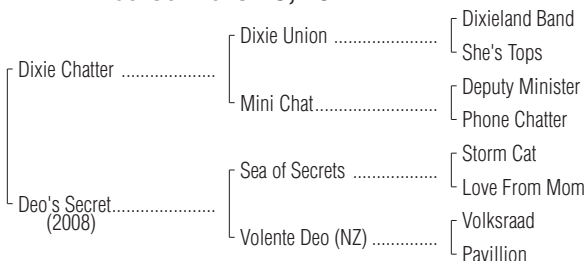 Dixieland Band
Dixie Union
She's Tops
Dixie Chatter
Deputy Minister
Mini Chat
Phone Chatter
Storm Cat
Sea of Secrets
Love From Mom
Deo's Secret
(2008)
Volksraad
Volente Deo (NZ)
Pavillion